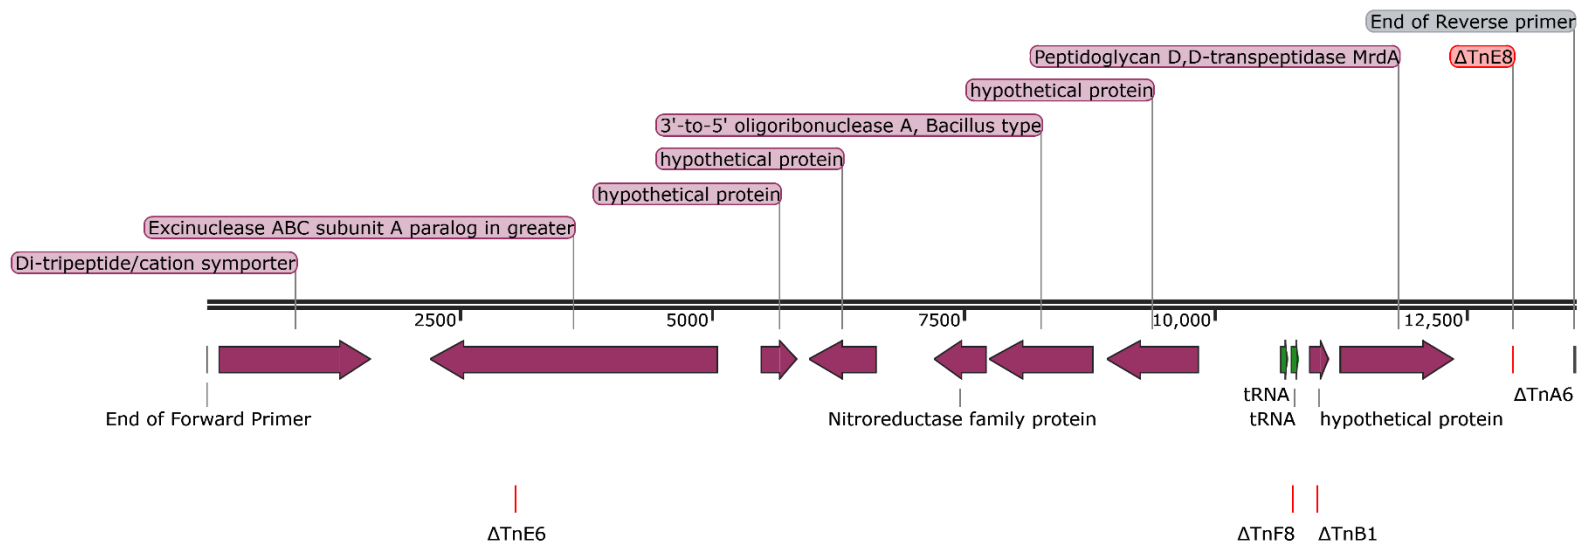 End of Reverse primer
Peptidoglycan D,D-transpeptidase MrdA
ΔTnE8
hypothetical protein
3'-to-5' oligoribonuclease A, Bacillus type
hypothetical protein
hypothetical protein
Excinuclease ABC subunit A paralog in greater
Di-tripeptide/cation symporter
2500
5000
7500
10,000
12,500
tRNA
ΔTnA6
End of Forward Primer
Nitroreductase family protein
tRNA
hypothetical protein
ΔTnE6
ΔTnF8
ΔTnB1